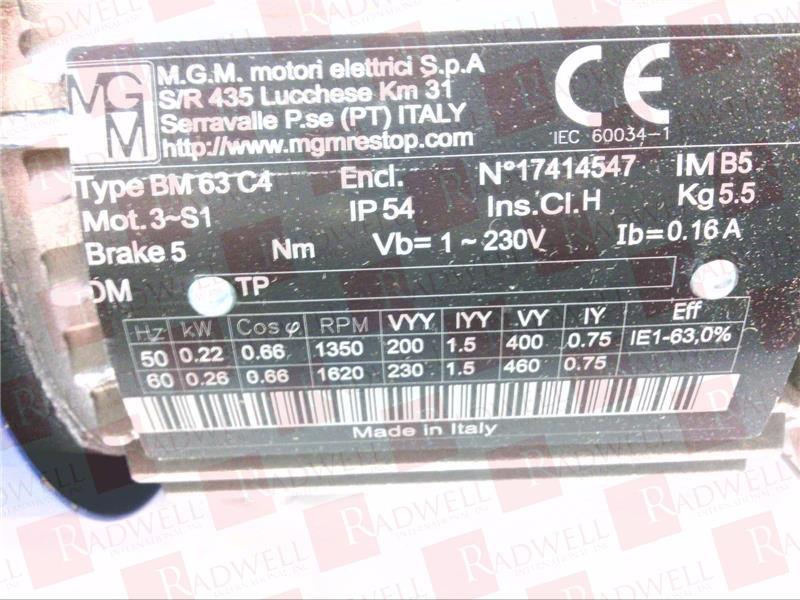 MGM
M.G.M. motori elettrici S.p.A
S/R 435 Lucchese Km 31
Serravalle P.se (PT) ITALY
http://www.mgmrestop.com
CE
IEC 60034-1
Type BM 63 C4 Encl. N°17414547 IM B5
Mot. 3~S1 IP 54 Ins.Cl.H Kg 5.5
Brake 5 Nm Vb= 1 ~ 230V Ib=0.16 A
DM TP
Hz kW Cos φ RPM VYY IYY VY IY Eff
50 0.22 0.66 1350 200 1.5 400 0.75 IE1-63,0%
60 0.26 0.66 1620 230 1.5 460 0.75
Made in Italy
RADWELL
INTERNATIONAL, INC.